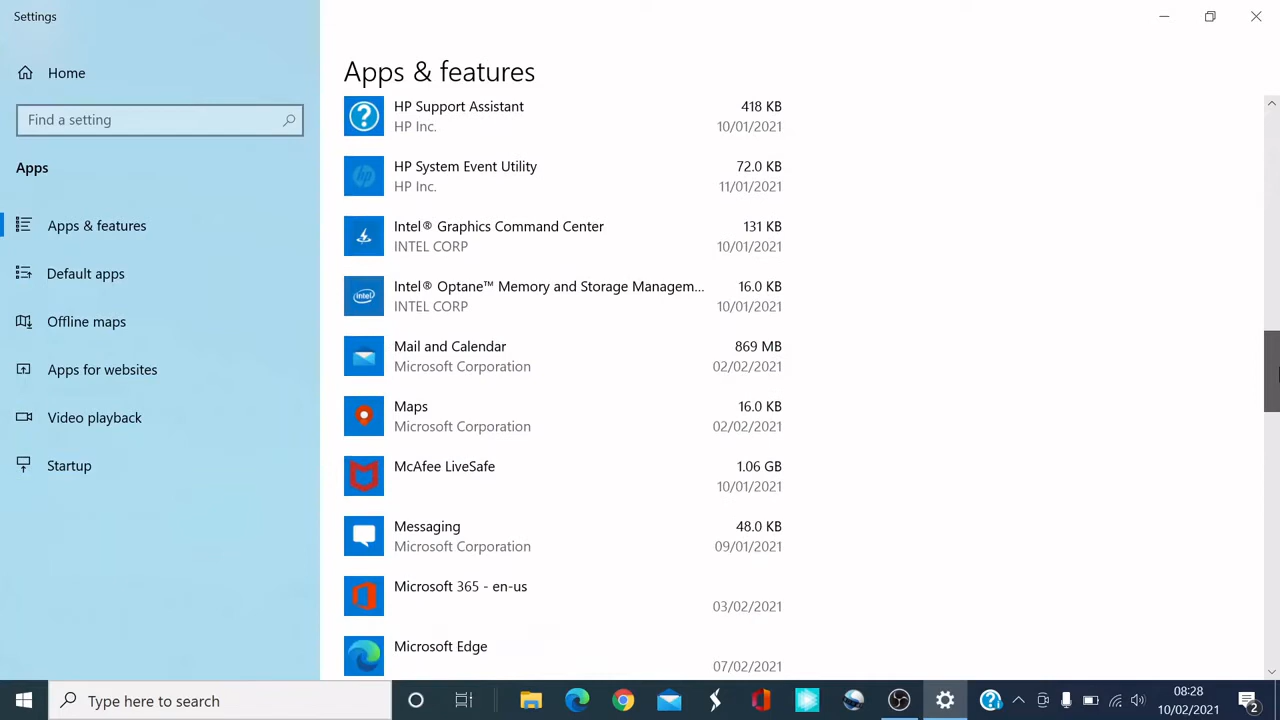 Settings
Home
Find a setting
Apps
Apps & features
Default apps
Offline maps
Apps for websites
Video playback
Startup
Apps & features
HP Support Assistant 418 KB
HP Inc. 10/01/2021
HP System Event Utility 72.0 KB
HP Inc. 11/01/2021
Intel® Graphics Command Center 131 KB
INTEL CORP 10/01/2021
Intel® Optane™ Memory and Storage Managem... 16.0 KB
INTEL CORP 10/01/2021
Mail and Calendar 869 MB
Microsoft Corporation 02/02/2021
Maps 16.0 KB
Microsoft Corporation 02/02/2021
McAfee LiveSafe 1.06 GB
10/01/2021
Messaging 48.0 KB
Microsoft Corporation 09/01/2021
Microsoft 365 - en-us
03/02/2021
Microsoft Edge
07/02/2021
Type here to search
08:28
10/02/2021
2